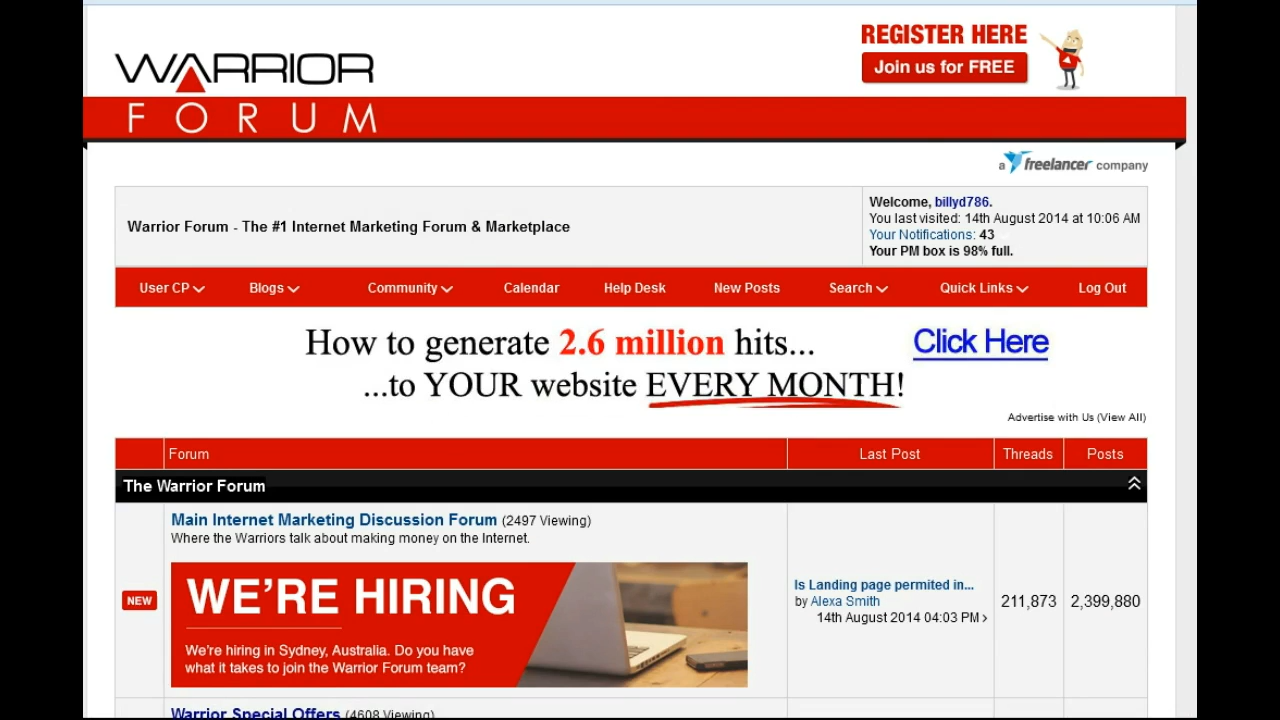 WARRIOR
FORUM
REGISTER HERE
Join us for FREE
a freelancer company
Warrior Forum - The #1 Internet Marketing Forum & Marketplace
Welcome, billyd786.
You last visited: 14th August 2014 at 10:06 AM
Your Notifications: 43
Your PM box is 98% full.
User CP Blogs Community Calendar Help Desk New Posts Search Quick Links Log Out
How to generate 2.6 million hits...
...to YOUR website EVERY MONTH!
Click Here
Advertise with Us (View All)
Forum Last Post Threads Posts
The Warrior Forum
Main Internet Marketing Discussion Forum (2497 Viewing)
Where the Warriors talk about making money on the Internet.
NEW
WE'RE HIRING
We're hiring in Sydney, Australia. Do you have
what it takes to join the Warrior Forum team?
Is Landing page permited in...
by Alexa Smith
14th August 2014 04:03 PM
211,873
2,399,880
Warrior Special Offers (4608 Viewing)